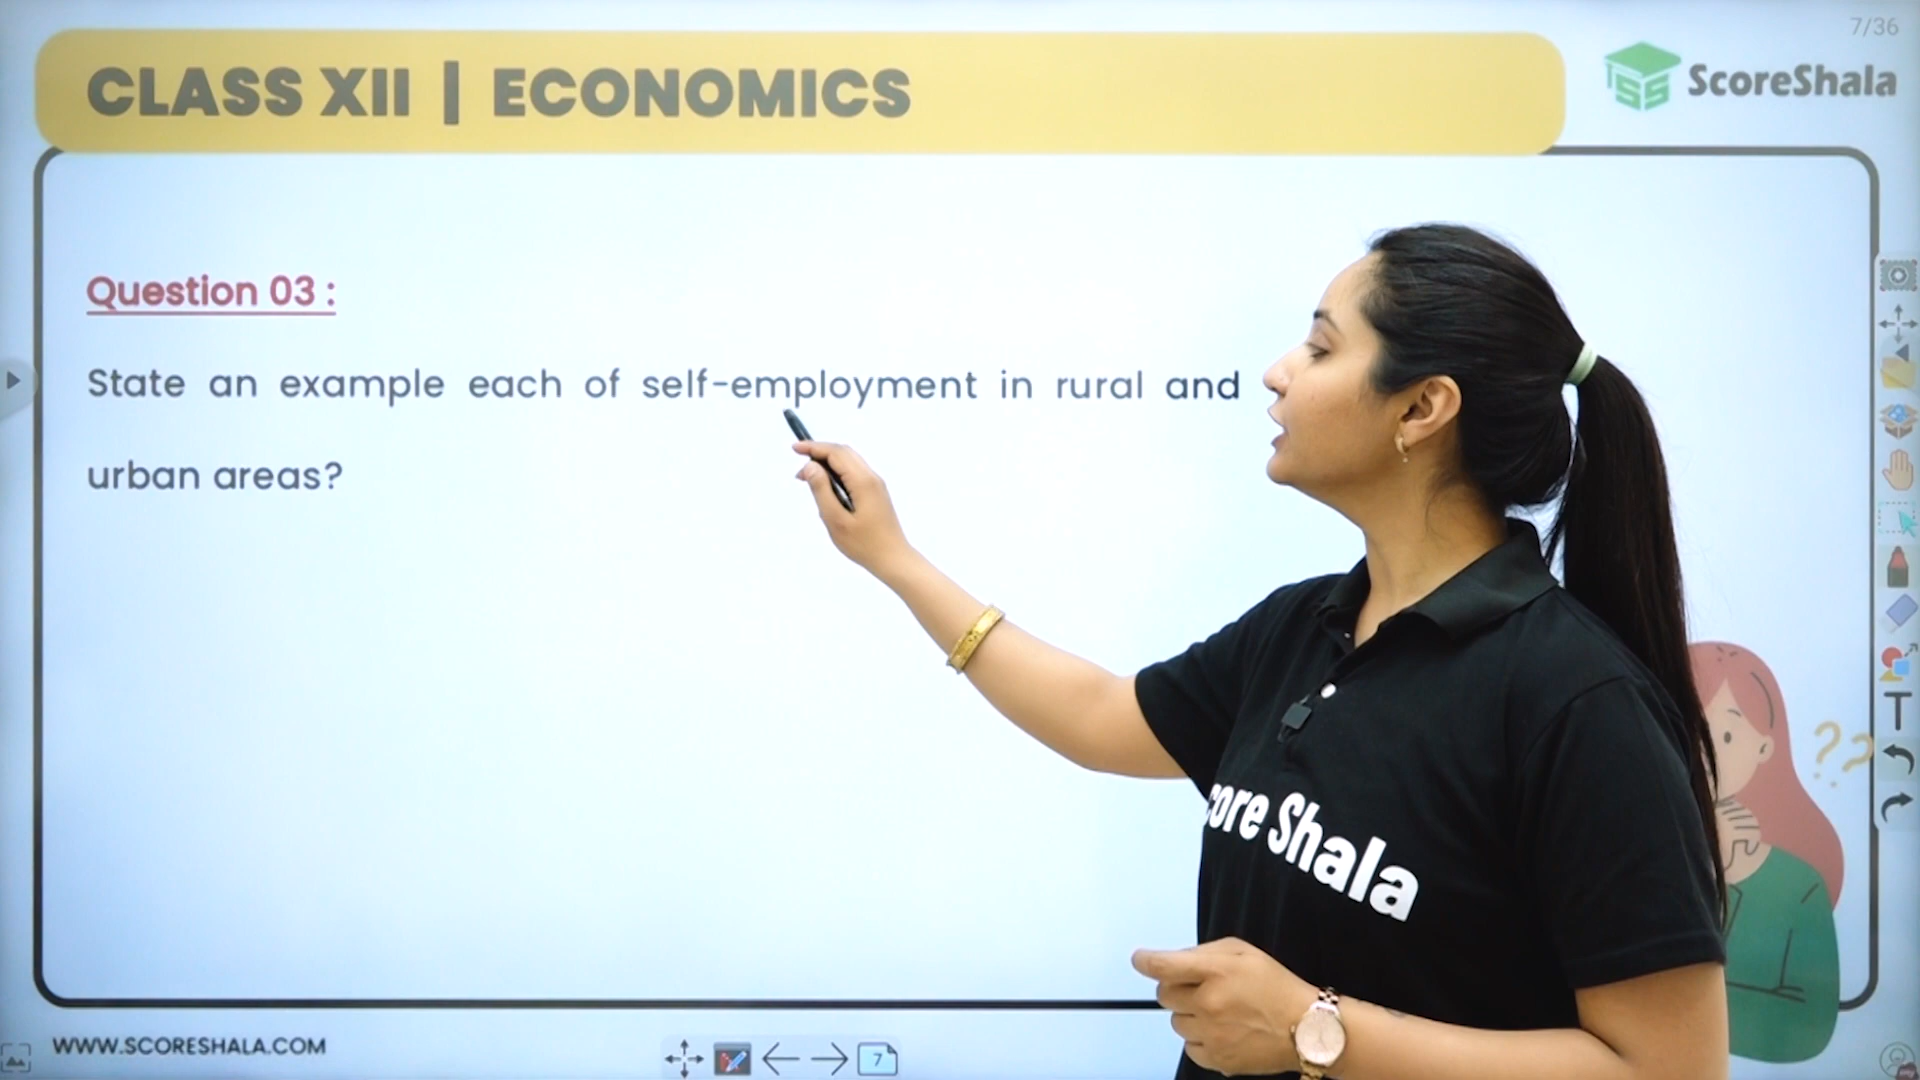 7/36
CLASS XII | ECONOMICS
ScoreShala
Question 03 :
State an example each of self-employment in rural and
urban areas?
core Shala
WWW.SCORESHALA.COM
7